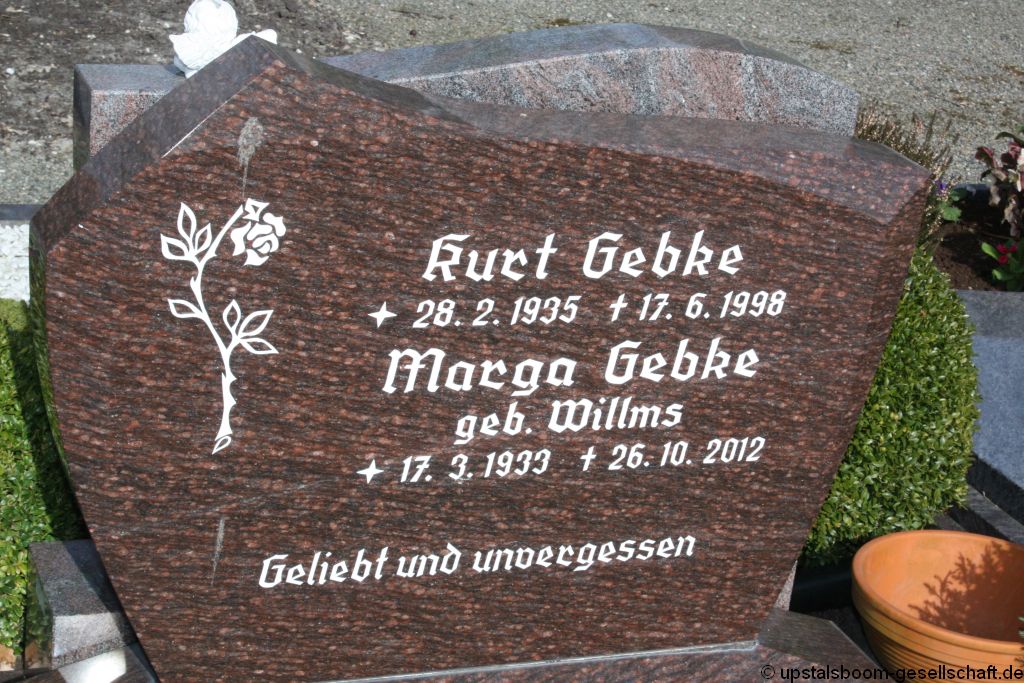 Kurt Gebke
✦ 28. 2. 1935 † 17. 6. 1998
Marga Gebke
geb. Willms
✦ 17. 3. 1933 † 26. 10. 2012
Geliebt und unvergessen
© upstalsboom-gesellschaft.de